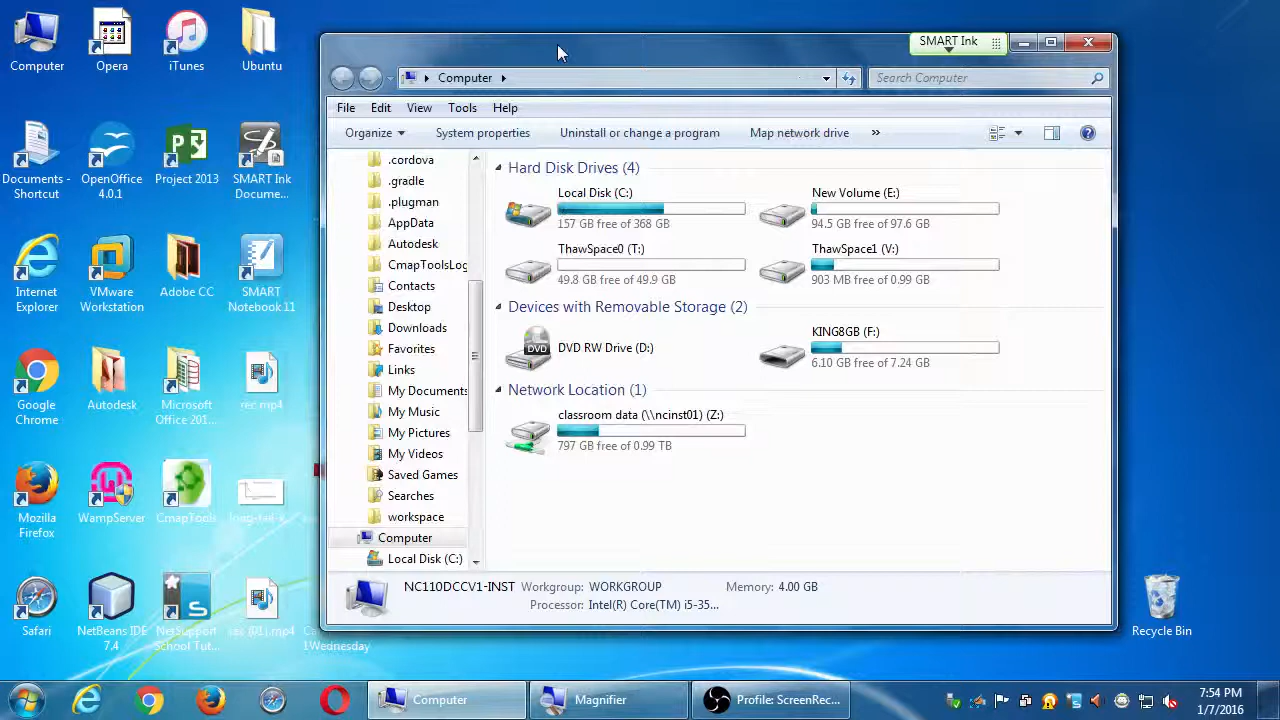 Computer
Opera
iTunes
Ubuntu
Documents - Shortcut
OpenOffice 4.0.1
Project 2013
SMART Ink Docume...
Internet Explorer
VMware Workstation
Adobe CC
SMART Notebook 11
Google Chrome
Autodesk
Microsoft Office 201...
rec.mp4
Mozilla Firefox
WampServer
CmapTools
long-tail-s...
Safari
NetBeans IDE 7.4
NetSupport School Tut...
rec (01).mp4
1Wednesday
SMART Ink
Computer
Search Computer
File Edit View Tools Help
Organize System properties Uninstall or change a program Map network drive »
.cordova
.gradle
.plugman
AppData
Autodesk
CmapToolsLog
Contacts
Desktop
Downloads
Favorites
Links
My Documents
My Music
My Pictures
My Videos
Saved Games
Searches
workspace
Computer
Local Disk (C:)
Hard Disk Drives (4)
Local Disk (C:)
157 GB free of 368 GB
New Volume (E:)
94.5 GB free of 97.6 GB
ThawSpace0 (T:)
49.8 GB free of 49.9 GB
ThawSpace1 (V:)
903 MB free of 0.99 GB
Devices with Removable Storage (2)
DVD
DVD RW Drive (D:)
KING8GB (F:)
6.10 GB free of 7.24 GB
Network Location (1)
classroom data (\\ncinst01) (Z:)
797 GB free of 0.99 TB
NC110DCCV1-INST Workgroup: WORKGROUP Memory: 4.00 GB
Processor: Intel(R) Core(TM) i5-35...
Recycle Bin
Computer
Magnifier
Profile: ScreenRec...
7:54 PM
1/7/2016